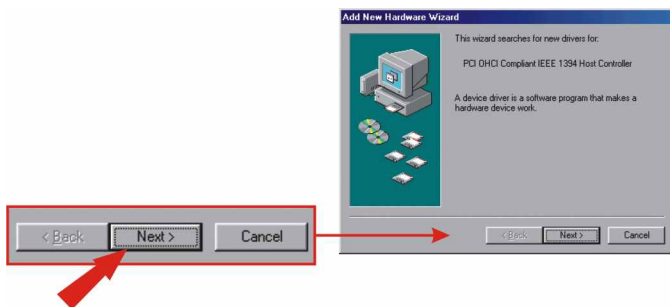 Add New Hardware Wizard
This wizard searches for new drivers for:
PCI OHCI Compliant IEEE 1394 Host Controller
A device driver is a software program that makes a
hardware device work.
< Back Next > Cancel
< Back Next > Cancel